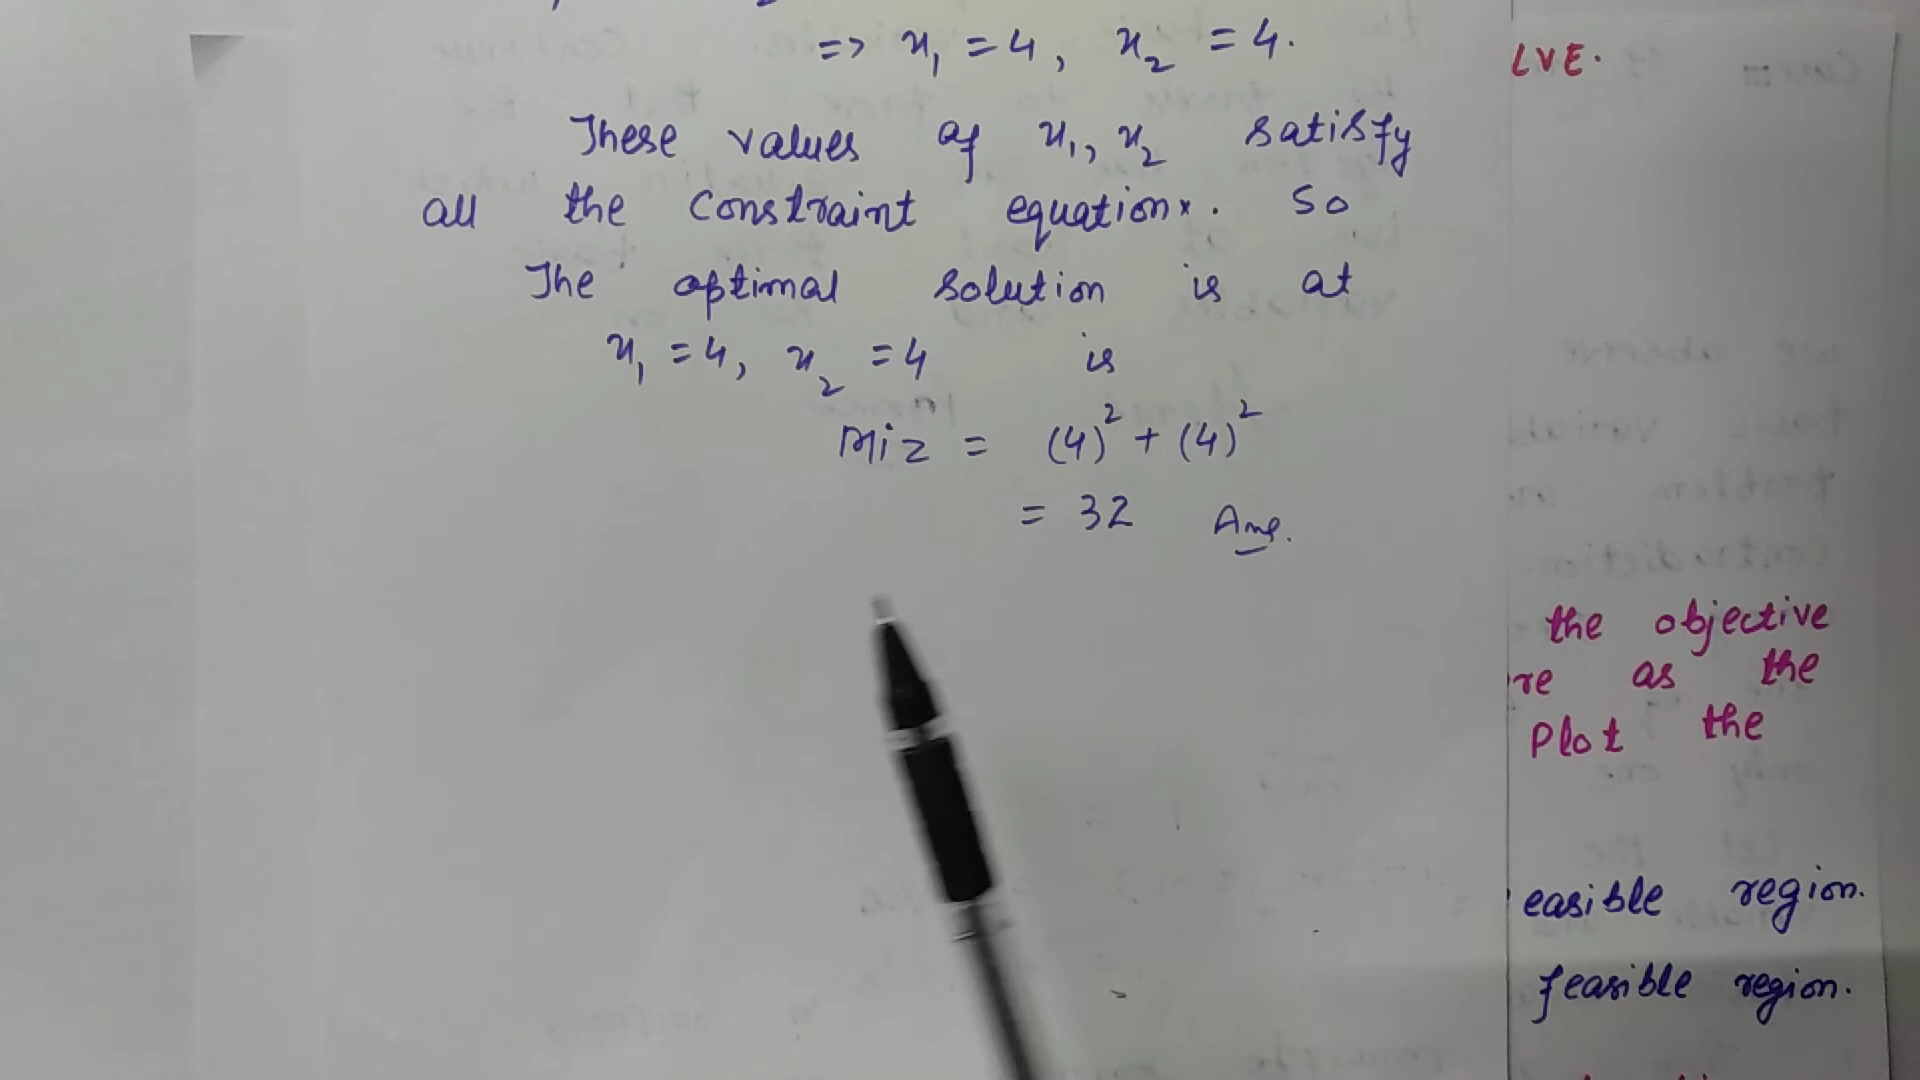 => x₁ = 4, x₂ = 4.
These values of x₁, x₂ satisfy
all the constraint equations. So
The optimal solution is at
x₁ = 4, x₂ = 4 is
Miz = (4)² + (4)²
= 32 Ans.
LVE.
the objective
re as the
Plot the
easible region.
feasible region.